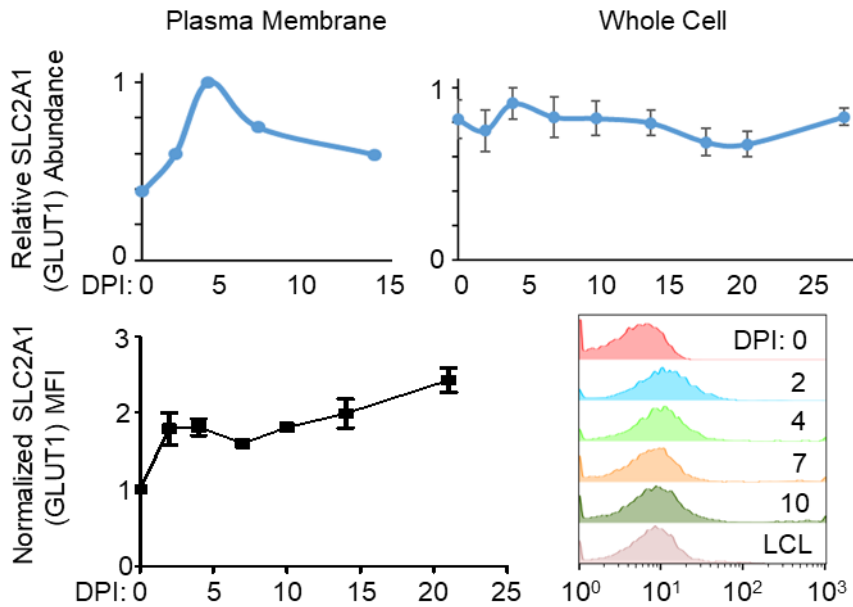 Plasma Membrane
Whole Cell
Relative SLC2A1
(GLUT1) Abundance
1
0
DPI: 0 5 10 15
1
0
0 5 10 15 20 25
Normalized SLC2A1
(GLUT1) MFI
3
2
1
0
DPI: 0 5 10 15 20 25
DPI: 0
2
4
7
10
LCL
10⁰ 10¹ 10² 10³